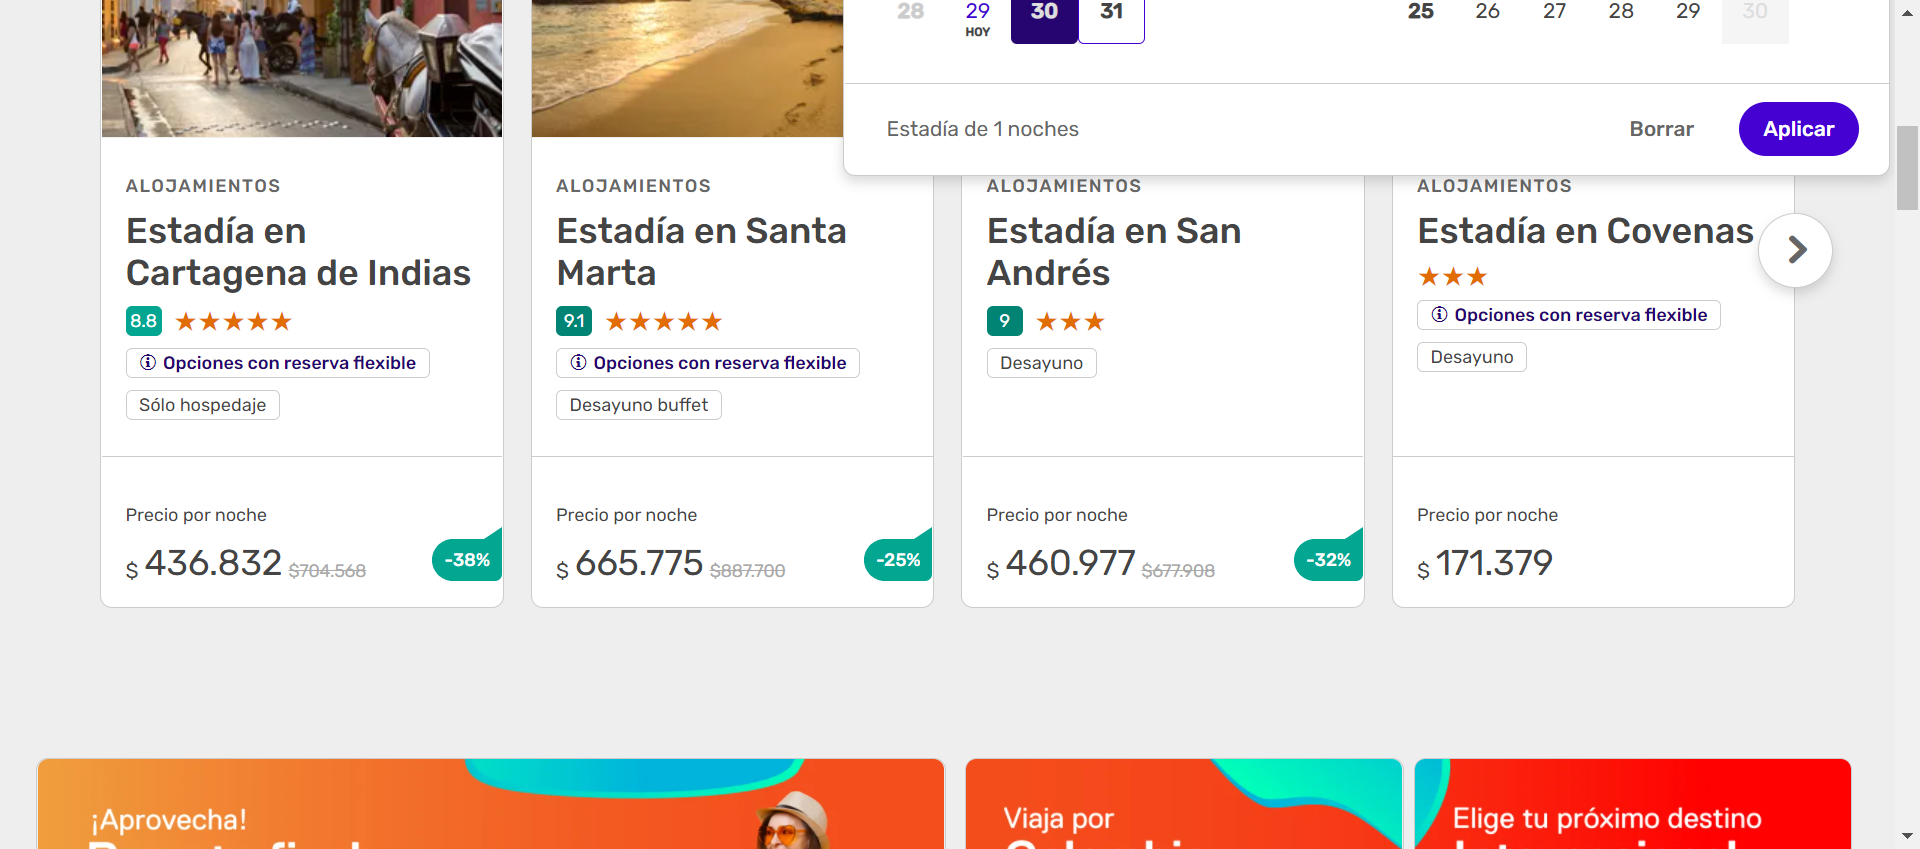 28 29 30 31 25 26 27 28 29 30
HOY
Estadía de 1 noches Borrar Aplicar
ALOJAMIENTOS
Estadía en
Cartagena de Indias
8.8
Opciones con reserva flexible
Sólo hospedaje
Precio por noche
$ 436.832 $704.568 -38%
ALOJAMIENTOS
Estadía en Santa
Marta
9.1
Opciones con reserva flexible
Desayuno buffet
Precio por noche
$ 665.775 $887.700 -25%
ALOJAMIENTOS
Estadía en San
Andrés
9
Desayuno
Precio por noche
$ 460.977 $677.908 -32%
ALOJAMIENTOS
Estadía en Covenas
Opciones con reserva flexible
Desayuno
Precio por noche
$ 171.379
¡Aprovecha!
Viaja por
Elige tu próximo destino